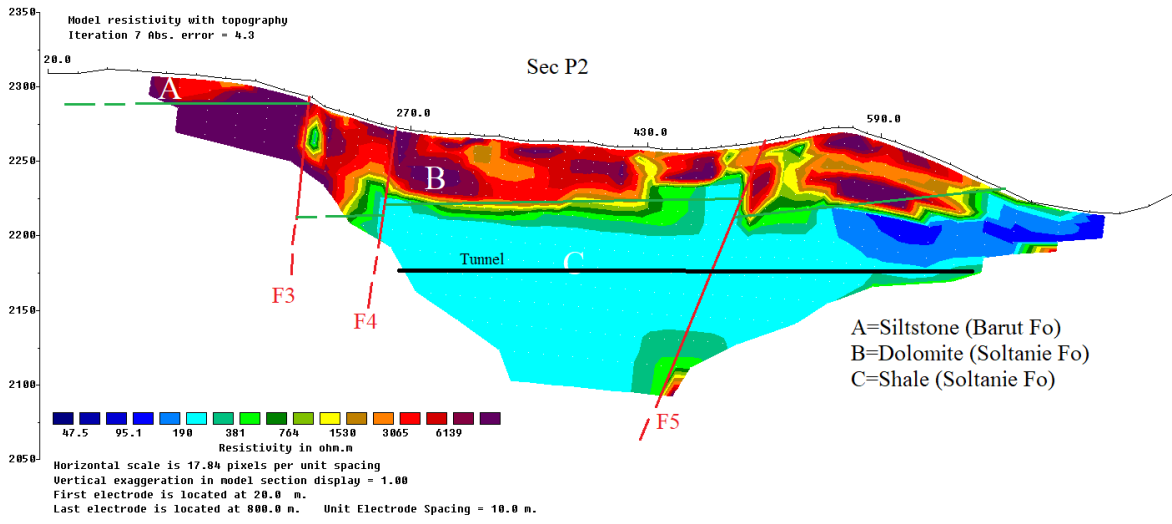 2350
Model resistivity with topography
Iteration 7 Abs. error = 4.3
20.0
Sec P2
2300
A
270.0
430.0
590.0
2250
B
2200
Tunnel
C
F3
F4
2150
A=Siltstone (Barut Fo)
B=Dolomite (Soltanie Fo)
C=Shale (Soltanie Fo)
2100
F5
47.5 95.1 190 381 764 1530 3065 6139
Resistivity in ohm.m
2050
Horizontal scale is 17.84 pixels per unit spacing
Vertical exaggeration in model section display = 1.00
First electrode is located at 20.0 m.
Last electrode is located at 800.0 m. Unit Electrode Spacing = 10.0 m.